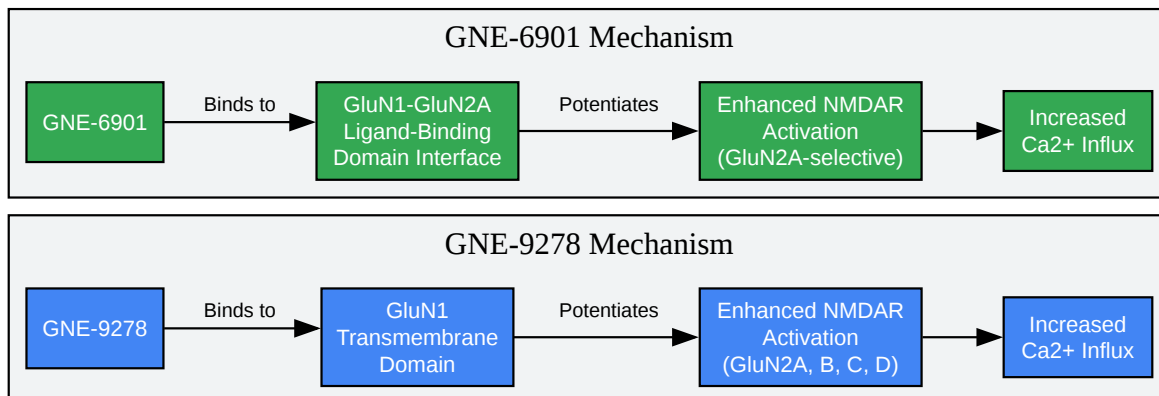 GNE-6901 Mechanism
GNE-6901
Binds to
GluN1-GluN2A
Ligand-Binding
Domain Interface
Potentiates
Enhanced NMDAR
Activation
(GluN2A-selective)
Increased
Ca2+ Influx
GNE-9278 Mechanism
GNE-9278
Binds to
GluN1
Transmembrane
Domain
Potentiates
Enhanced NMDAR
Activation
(GluN2A, B, C, D)
Increased
Ca2+ Influx